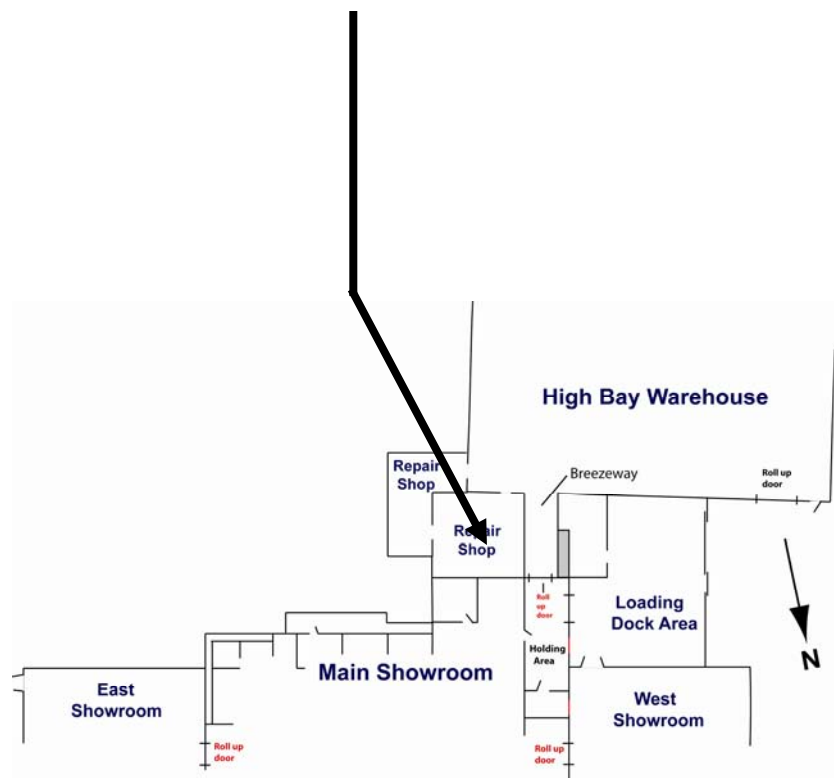 High Bay Warehouse
Repair
Shop
Breezeway
Roll up
door
Repair
Shop
Roll
up
door
Loading
Dock Area
N
Holding
Area
Main Showroom
East
Showroom
West
Showroom
Roll up
door
Roll up
door